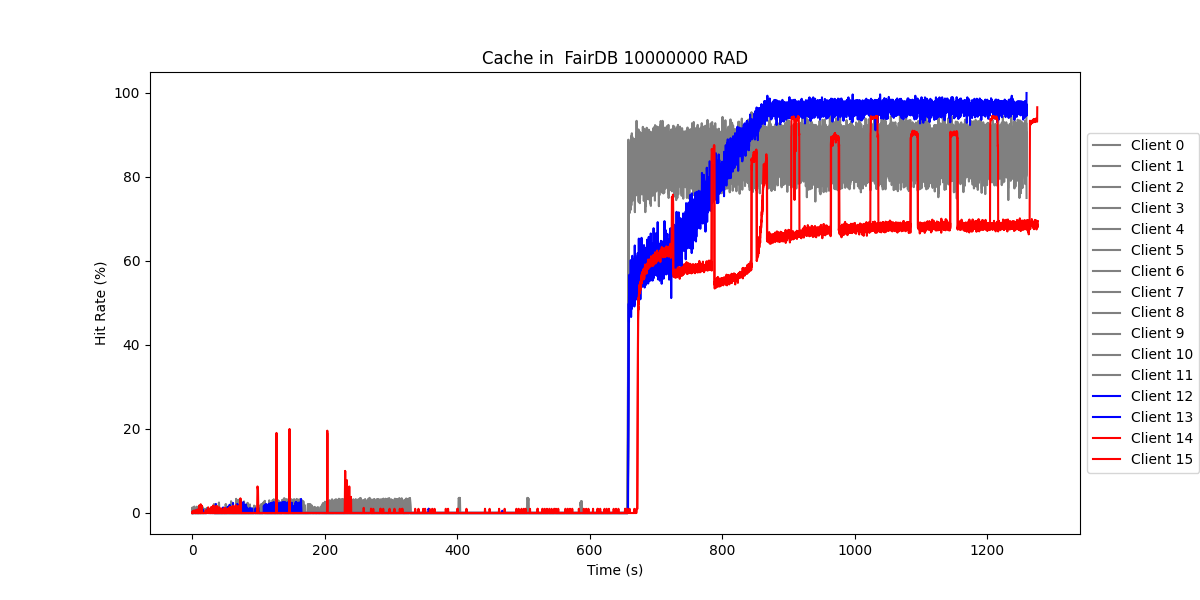 Cache in  FairDB 10000000 RAD
Hit Rate (%)
100
80
60
40
20
0
0 200 400 600 800 1000 1200
Time (s)
Client 0
Client 1
Client 2
Client 3
Client 4
Client 5
Client 6
Client 7
Client 8
Client 9
Client 10
Client 11
Client 12
Client 13
Client 14
Client 15